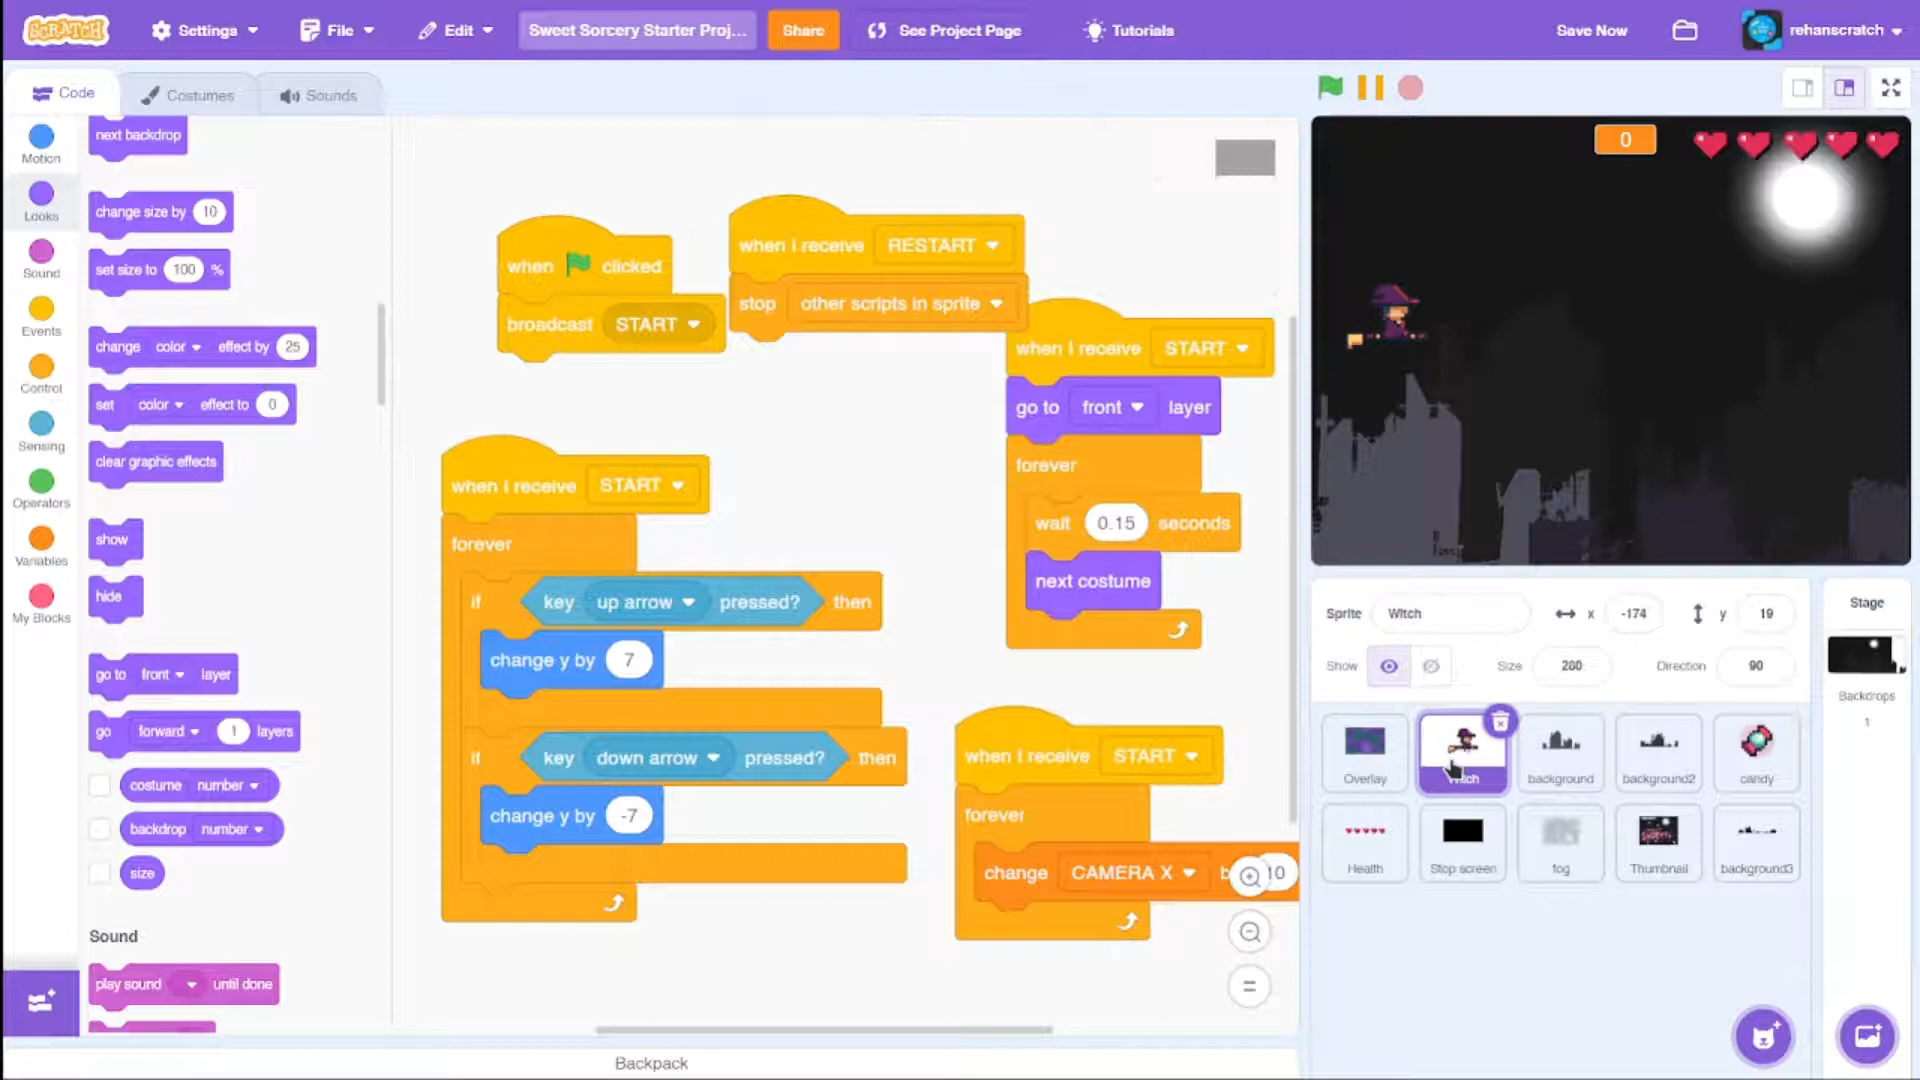 SCRATCH
Settings
File
Edit
Sweet Sorcery Starter Proj...
Share
See Project Page
Tutorials
Save Now
rehanscratch
Code
Costumes
Sounds
Motion
Looks
Sound
Events
Control
Sensing
Operators
Variables
My Blocks
next backdrop
change size by 10
set size to 100 %
change color effect by 25
set color effect to 0
clear graphic effects
show
hide
go to front layer
go forward 1 layers
costume number
backdrop number
size
Sound
play sound until done
when clicked
broadcast START
when I receive RESTART
stop other scripts in sprite
when I receive START
go to front layer
forever
wait 0.15 seconds
next costume
when I receive START
forever
if key up arrow pressed? then
change y by 7
if key down arrow pressed? then
change y by -7
when I receive START
forever
change CAMERA X b 10
Backpack
0
Sprite Witch x -174 y 19
Show Size 280 Direction 90
Overlay
Witch
background
background2
candy
Health
Stop screen
fog
Thumbnail
background3
Stage
Backdrops
1